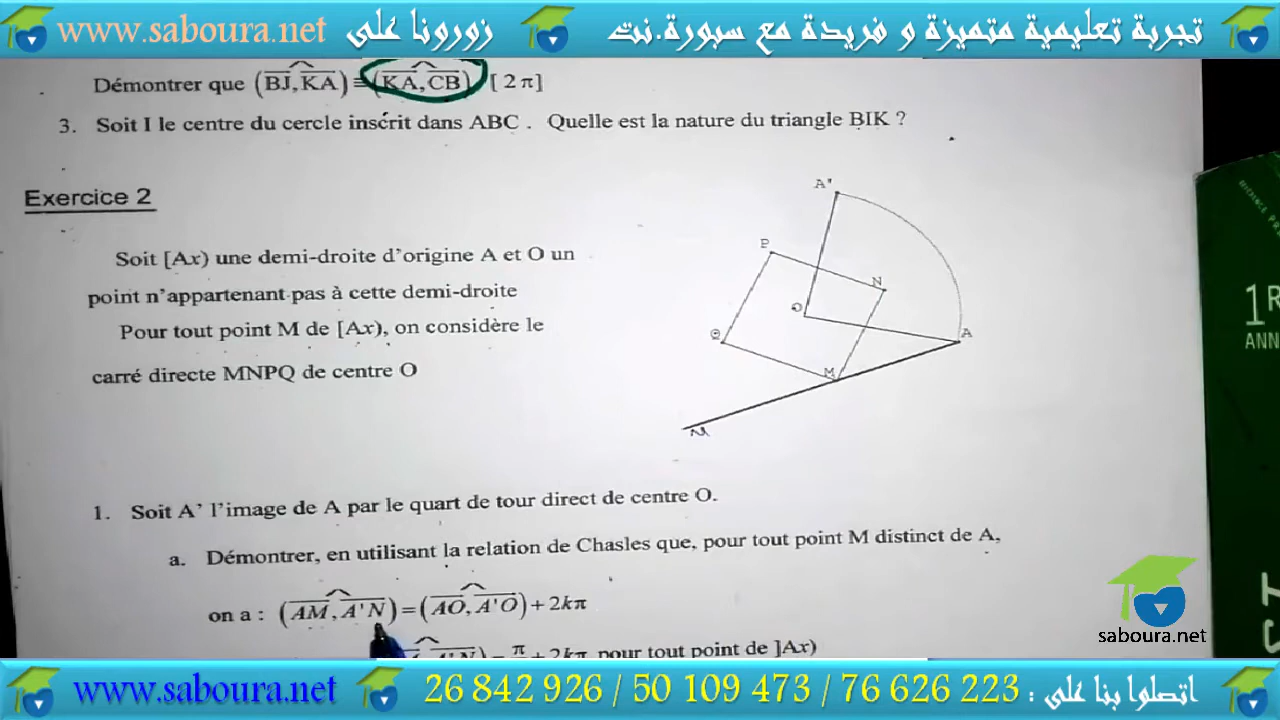 www.saboura.net زورونا على تجربة تعليمية متميزة و فريدة مع سبورة.نت
Démontrer que (BJ, KA) ≡ (KA, CB) [2π]
3. Soit I le centre du cercle inscrit dans ABC . Quelle est la nature du triangle BIK ?
Exercice 2
Soit [Ax) une demi-droite d'origine A et O un
point n'appartenant pas à cette demi-droite
Pour tout point M de [Ax), on considère le
carré directe MNPQ de centre O
A'
P
N
O
Q
A
M
1. Soit A' l'image de A par le quart de tour direct de centre O.
a. Démontrer, en utilisant la relation de Chasles que, pour tout point M distinct de A,
on a : (AM, A'N) = (AO, A'O) + 2kπ
A'N) = π/2 + 2kπ pour tout point de ]Ax)
1R
ANN
saboura.net
www.saboura.net 26 842 926 / 50 109 473 / 76 626 223 : اتصلوا بنا على